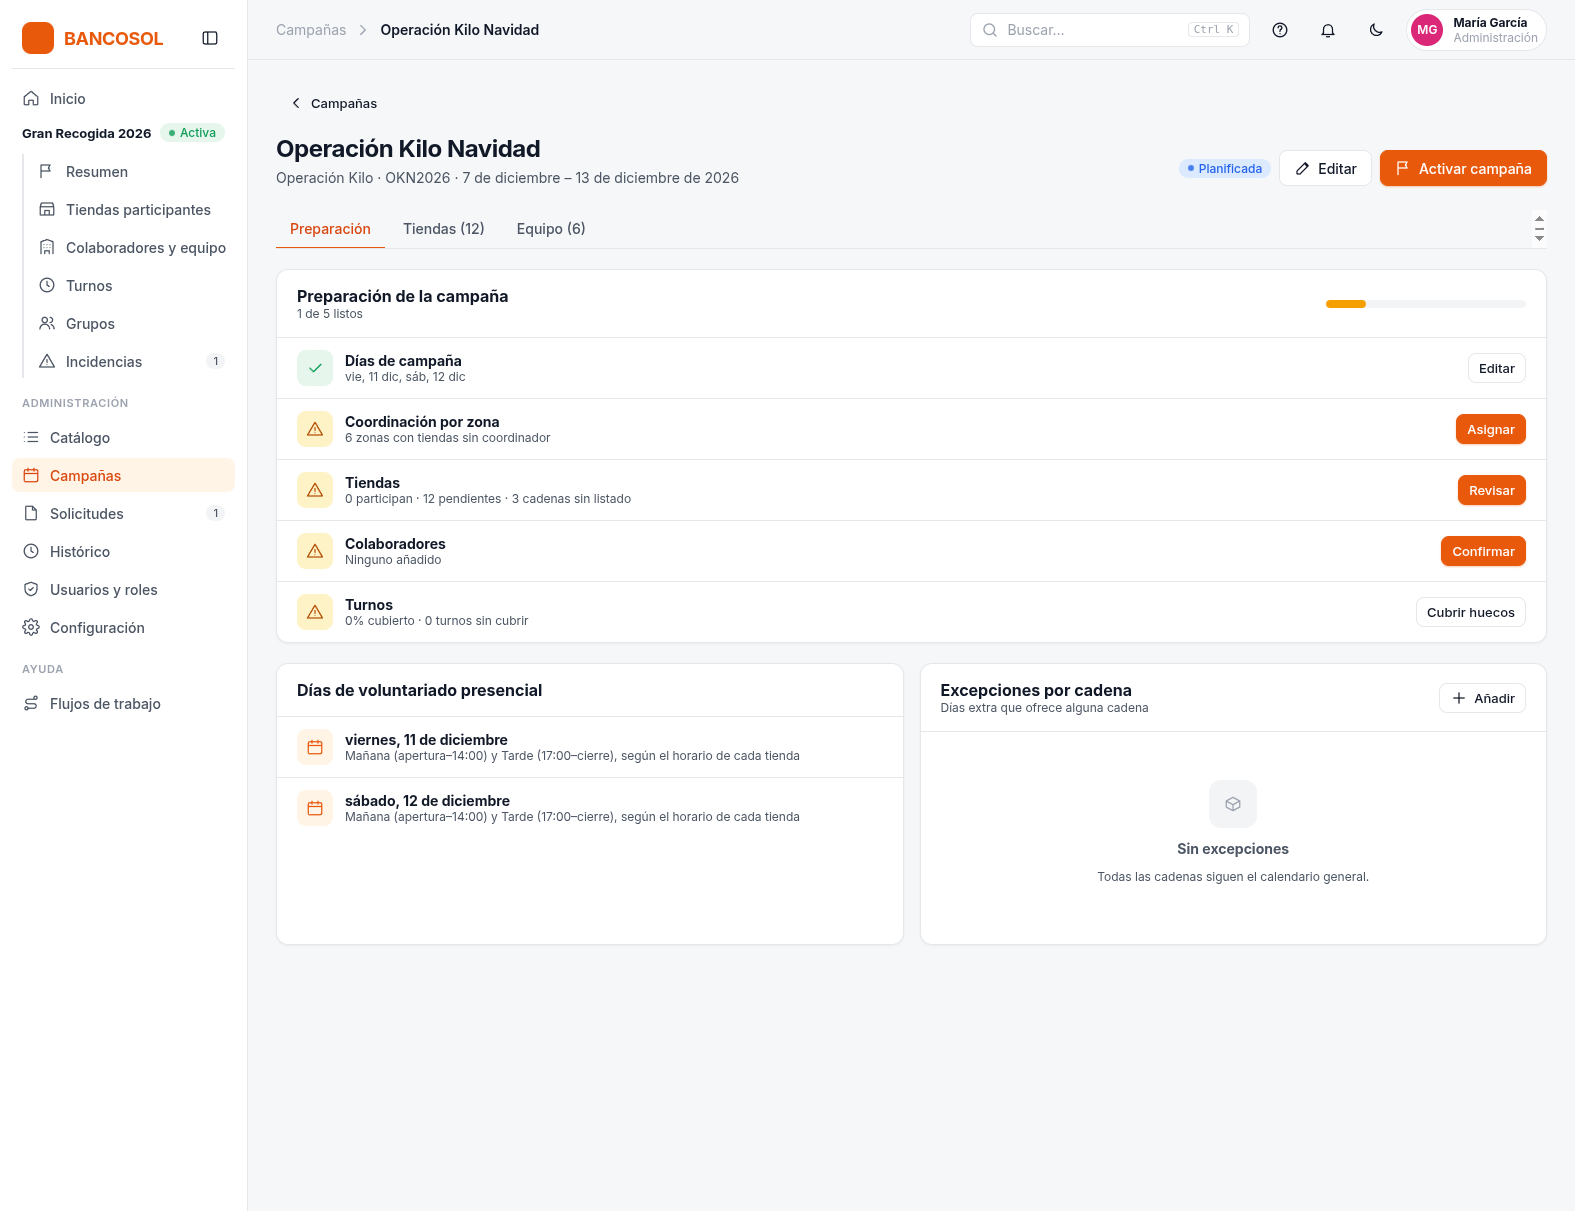 BANCOSOL
Inicio
Gran Recogida 2026 Activa
Resumen
Tiendas participantes
Colaboradores y equipo
Turnos
Grupos
Incidencias 1
ADMINISTRACIÓN
Catálogo
Campañas
Solicitudes 1
Histórico
Usuarios y roles
Configuración
AYUDA
Flujos de trabajo
Campañas Operación Kilo Navidad
Buscar... Ctrl K
MG María García
Administración
Campañas
Operación Kilo Navidad
Operación Kilo · OKN2026 · 7 de diciembre – 13 de diciembre de 2026
Planificada Editar Activar campaña
Preparación Tiendas (12) Equipo (6)
Preparación de la campaña
1 de 5 listos
Días de campaña
vie, 11 dic, sáb, 12 dic
Editar
Coordinación por zona
6 zonas con tiendas sin coordinador
Asignar
Tiendas
0 participan · 12 pendientes · 3 cadenas sin listado
Revisar
Colaboradores
Ninguno añadido
Confirmar
Turnos
0% cubierto · 0 turnos sin cubrir
Cubrir huecos
Días de voluntariado presencial
viernes, 11 de diciembre
Mañana (apertura–14:00) y Tarde (17:00–cierre), según el horario de cada tienda
sábado, 12 de diciembre
Mañana (apertura–14:00) y Tarde (17:00–cierre), según el horario de cada tienda
Excepciones por cadena
Días extra que ofrece alguna cadena
Añadir
Sin excepciones
Todas las cadenas siguen el calendario general.